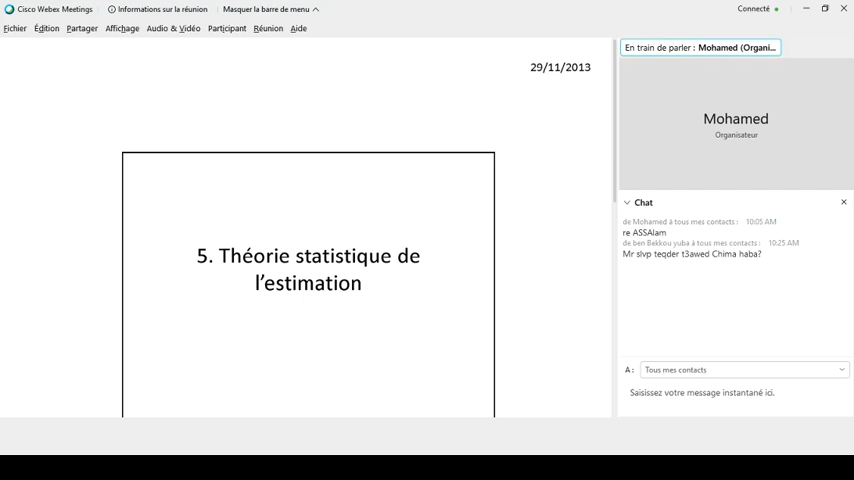 Cisco Webex Meetings
Informations sur la réunion
Masquer la barre de menu
Connecté
Fichier Édition Partager Affichage Audio & Vidéo Participant Réunion Aide
29/11/2013
5. Théorie statistique de
l'estimation
En train de parler : Mohamed (Organi...
Mohamed
Organisateur
Chat
de Mohamed à tous mes contacts : 10:05 AM
re ASSAlam
de ben Bekkou yuba à tous mes contacts : 10:25 AM
Mr slvp teqder t3awed Chima haba?
A : Tous mes contacts
Saisissez votre message instantané ici.